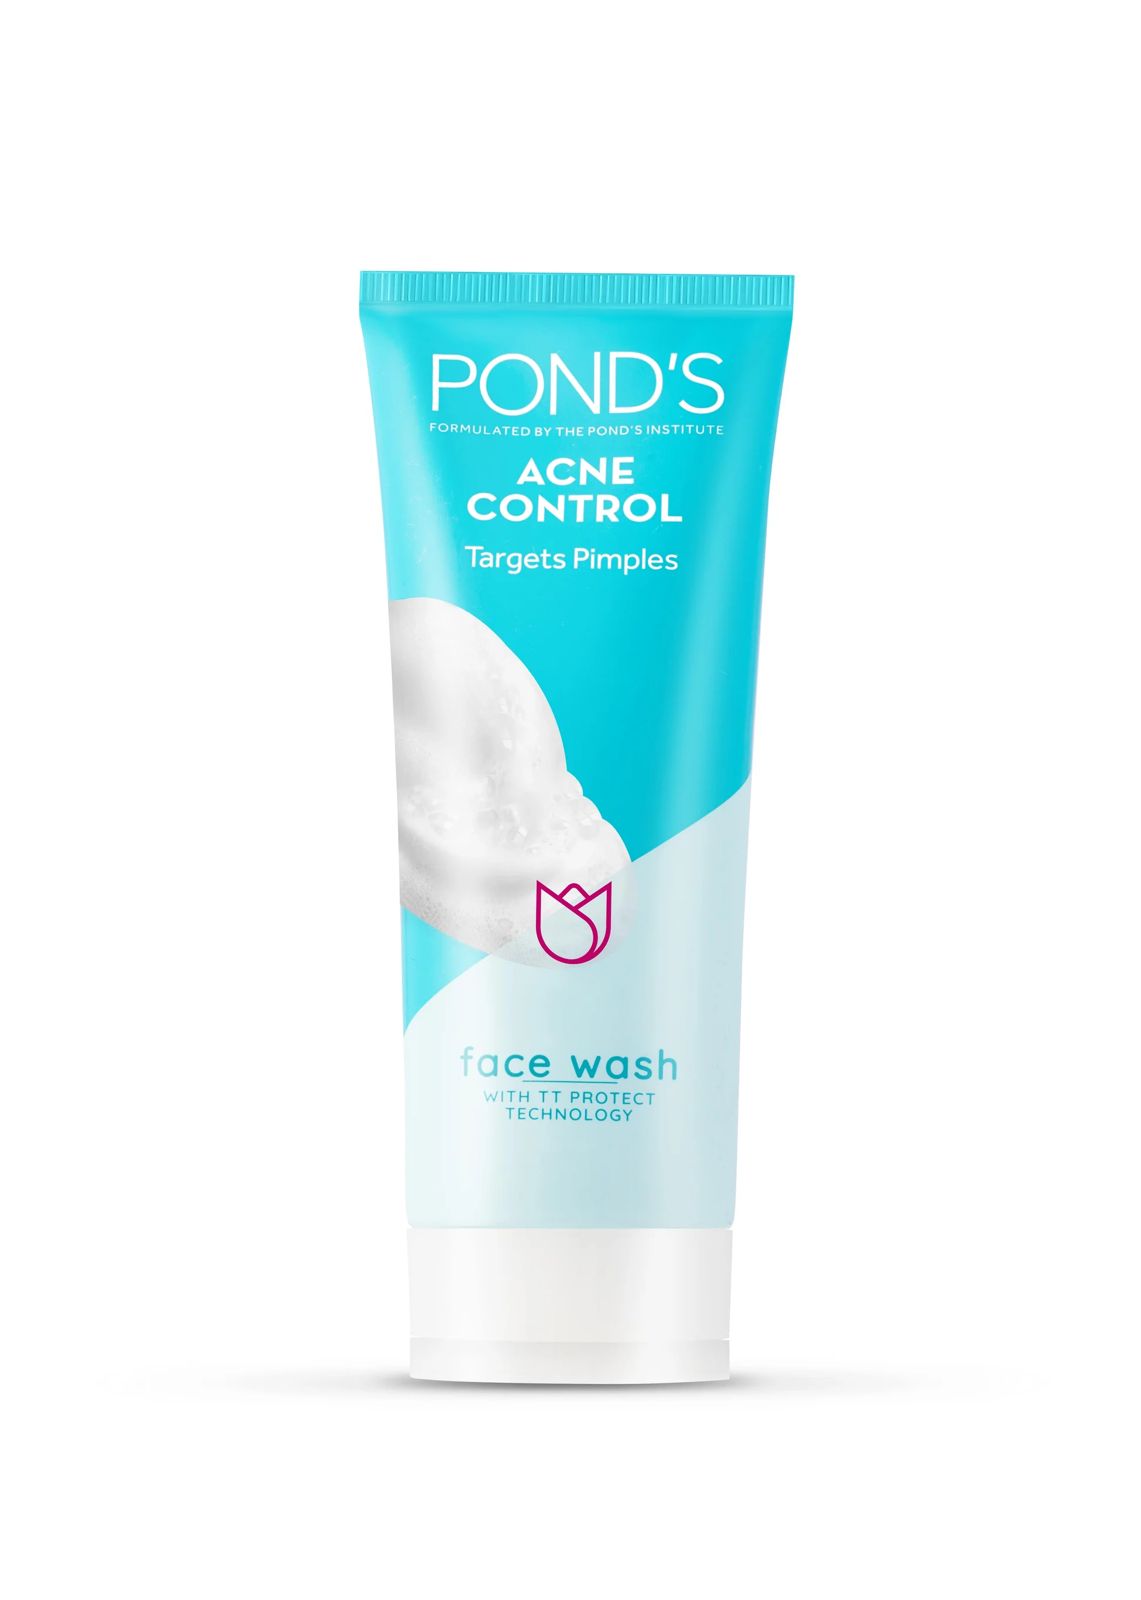 POND'S
FORMULATED BY THE POND'S INSTITUTE
ACNE
CONTROL
Targets Pimples
face wash
WITH TT PROTECT
TECHNOLOGY